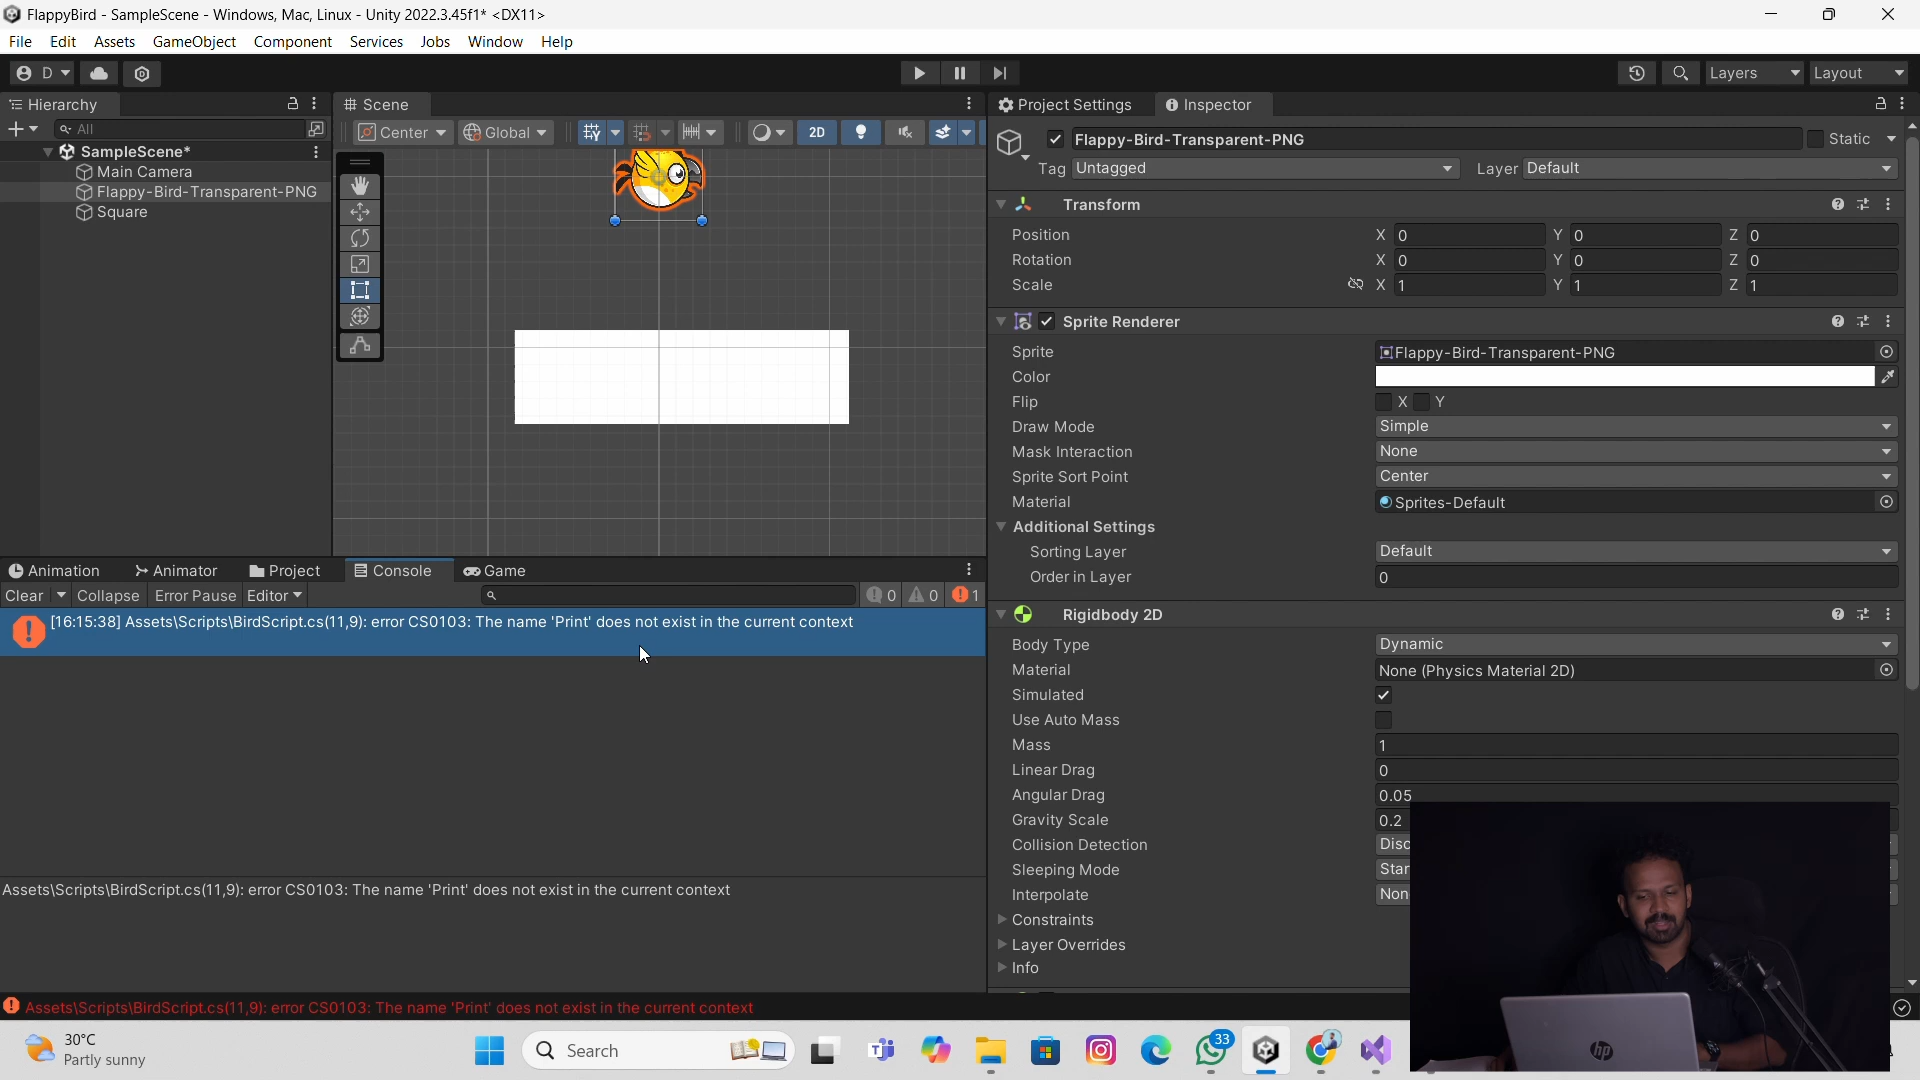 FlappyBird - SampleScene - Windows, Mac, Linux - Unity 2022.3.45f1* <DX11>
File Edit Assets GameObject Component Services Jobs Window Help
D
Layers
Layout
Hierarchy
Scene
Project Settings
Inspector
All
Center
Global
2D
SampleScene*
Main Camera
Flappy-Bird-Transparent-PNG
Square
Flappy-Bird-Transparent-PNG
Static
Tag Untagged
Layer Default
Transform
Position X 0 Y 0 Z 0
Rotation X 0 Y 0 Z 0
Scale X 1 Y 1 Z 1
Sprite Renderer
Sprite Flappy-Bird-Transparent-PNG
Color
Flip X Y
Draw Mode Simple
Mask Interaction None
Sprite Sort Point Center
Material Sprites-Default
Additional Settings
Sorting Layer Default
Order in Layer 0
Rigidbody 2D
Body Type Dynamic
Material None (Physics Material 2D)
Simulated
Use Auto Mass
Mass 1
Linear Drag 0
Angular Drag 0.05
Gravity Scale 0.2
Collision Detection Disc
Sleeping Mode Star
Interpolate Non
Constraints
Layer Overrides
Info
Animation Animator Project Console Game
Clear Collapse Error Pause Editor 0 0 1
[16:15:38] Assets\Scripts\BirdScript.cs(11,9): error CS0103: The name 'Print' does not exist in the current context
Assets\Scripts\BirdScript.cs(11,9): error CS0103: The name 'Print' does not exist in the current context
Assets\Scripts\BirdScript.cs(11,9): error CS0103: The name 'Print' does not exist in the current context
30°C
Partly sunny
Search
33
hp